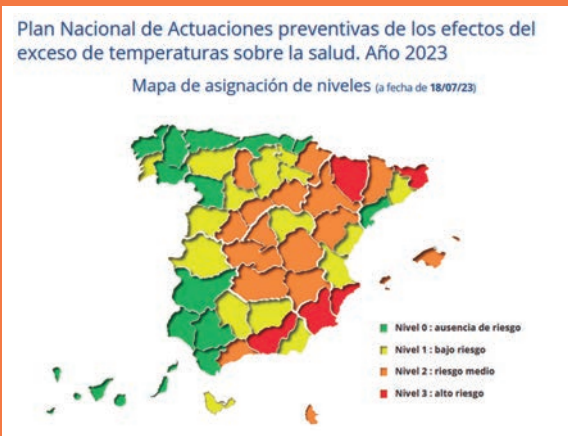 Plan Nacional de Actuaciones preventivas de los efectos del
exceso de temperaturas sobre la salud. Año 2023
Mapa de asignación de niveles (a fecha de 18/07/23)
Nivel 0 : ausencia de riesgo
Nivel 1 : bajo riesgo
Nivel 2 : riesgo medio
Nivel 3 : alto riesgo